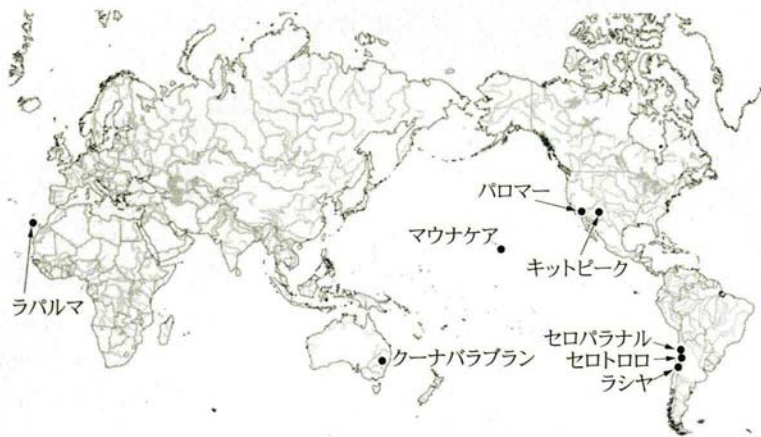 パロマー
マウナケア
キットピーク
ラパルマ
セロパラナル
クーナバラブラン
セロトロロ
ラシヤ